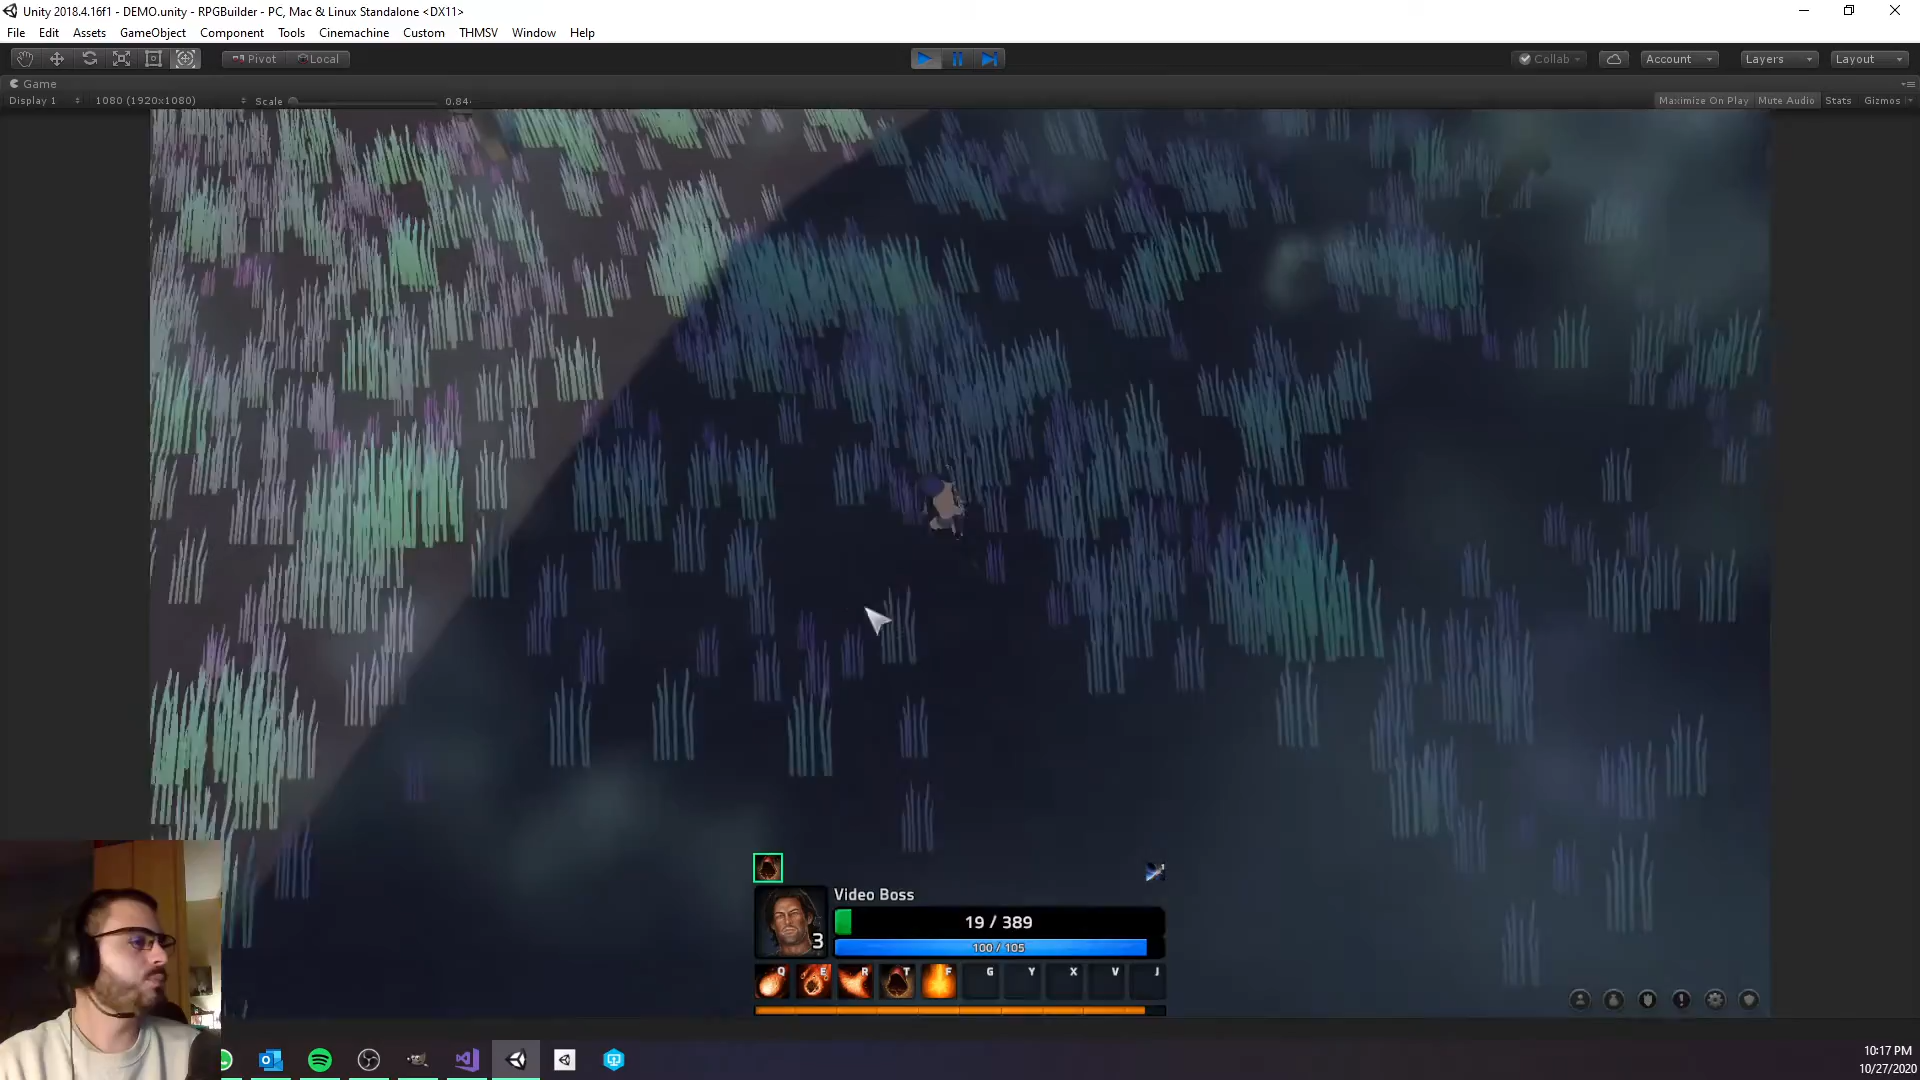 Unity 2018.4.16f1 - DEMO.unity - RPGBuilder - PC, Mac & Linux Standalone <DX11>
File Edit Assets GameObject Component Tools Cinemachine Custom THMSV Window Help
Pivot Local Collab Account Layers Layout
Game
Display 1 1080 (1920x1080) Scale 0.84 Maximize On Play Mute Audio Stats Gizmos
Video Boss
19 / 389
3
100 / 105
Q E R T F G Y X V J
10:17 PM
10/27/2020